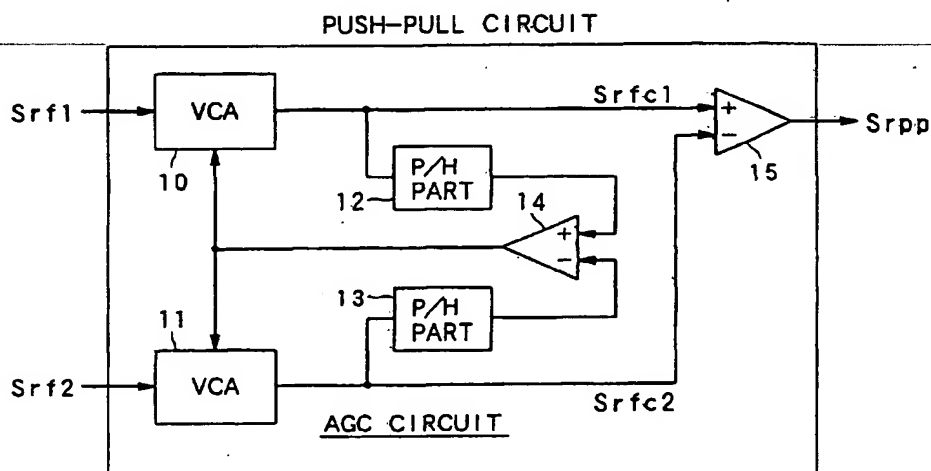 PUSH-PULL CIRCUIT
Srf1
VCA
10
Srfc1
+
−
15
Srpp
P/H
PART
12
14
+
−
13
P/H
PART
11
Srf2
VCA
Srfc2
AGC CIRCUIT